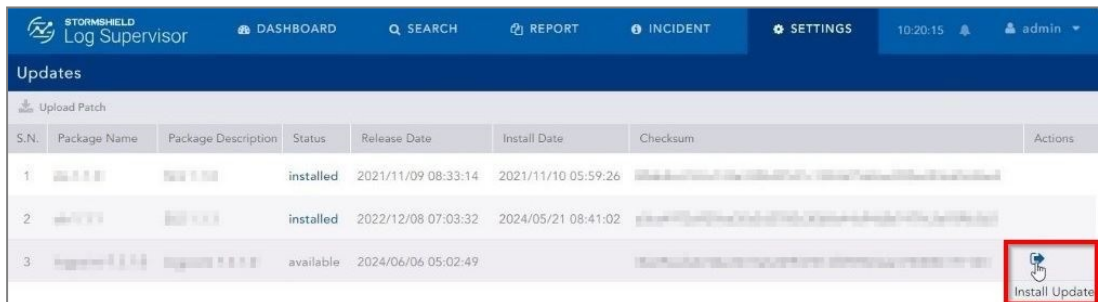 STORMSHIELD
Log Supervisor DASHBOARD SEARCH REPORT INCIDENT SETTINGS 10:20:15 admin
Updates
Upload Patch
S.N. Package Name Package Description Status Release Date Install Date Checksum Actions
1 installed 2021/11/09 08:33:14 2021/11/10 05:59:26
2 installed 2022/12/08 07:03:32 2024/05/21 08:41:02
3 available 2024/06/06 05:02:49
Install Update